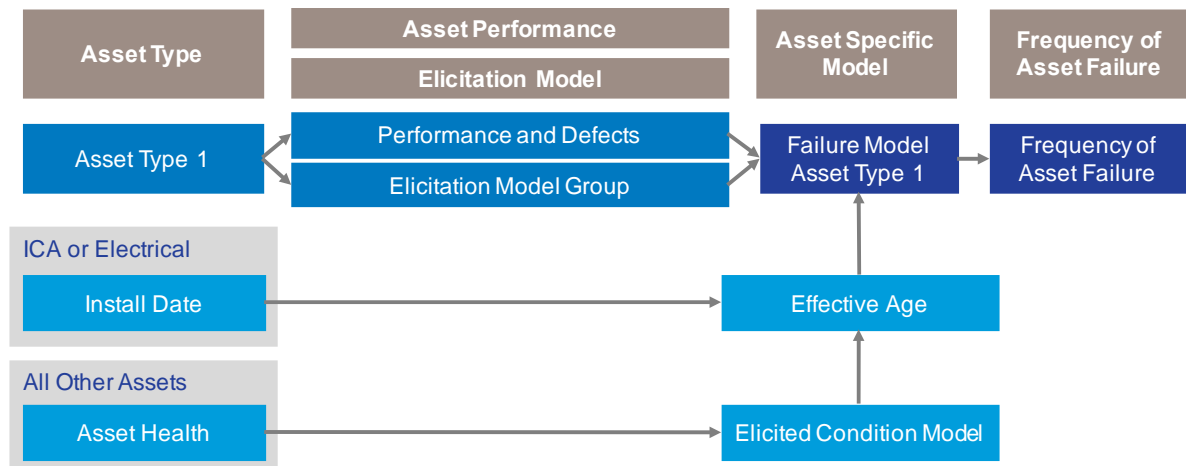 Asset Type
Asset Performance
Elicitation Model
Asset Specific
Model
Frequency of
Asset Failure
Asset Type 1
Performance and Defects
Elicitation Model Group
Failure Model
Asset Type 1
Frequency of
Asset Failure
ICA or Electrical
Install Date
Effective Age
All Other Assets
Asset Health
Elicited Condition Model